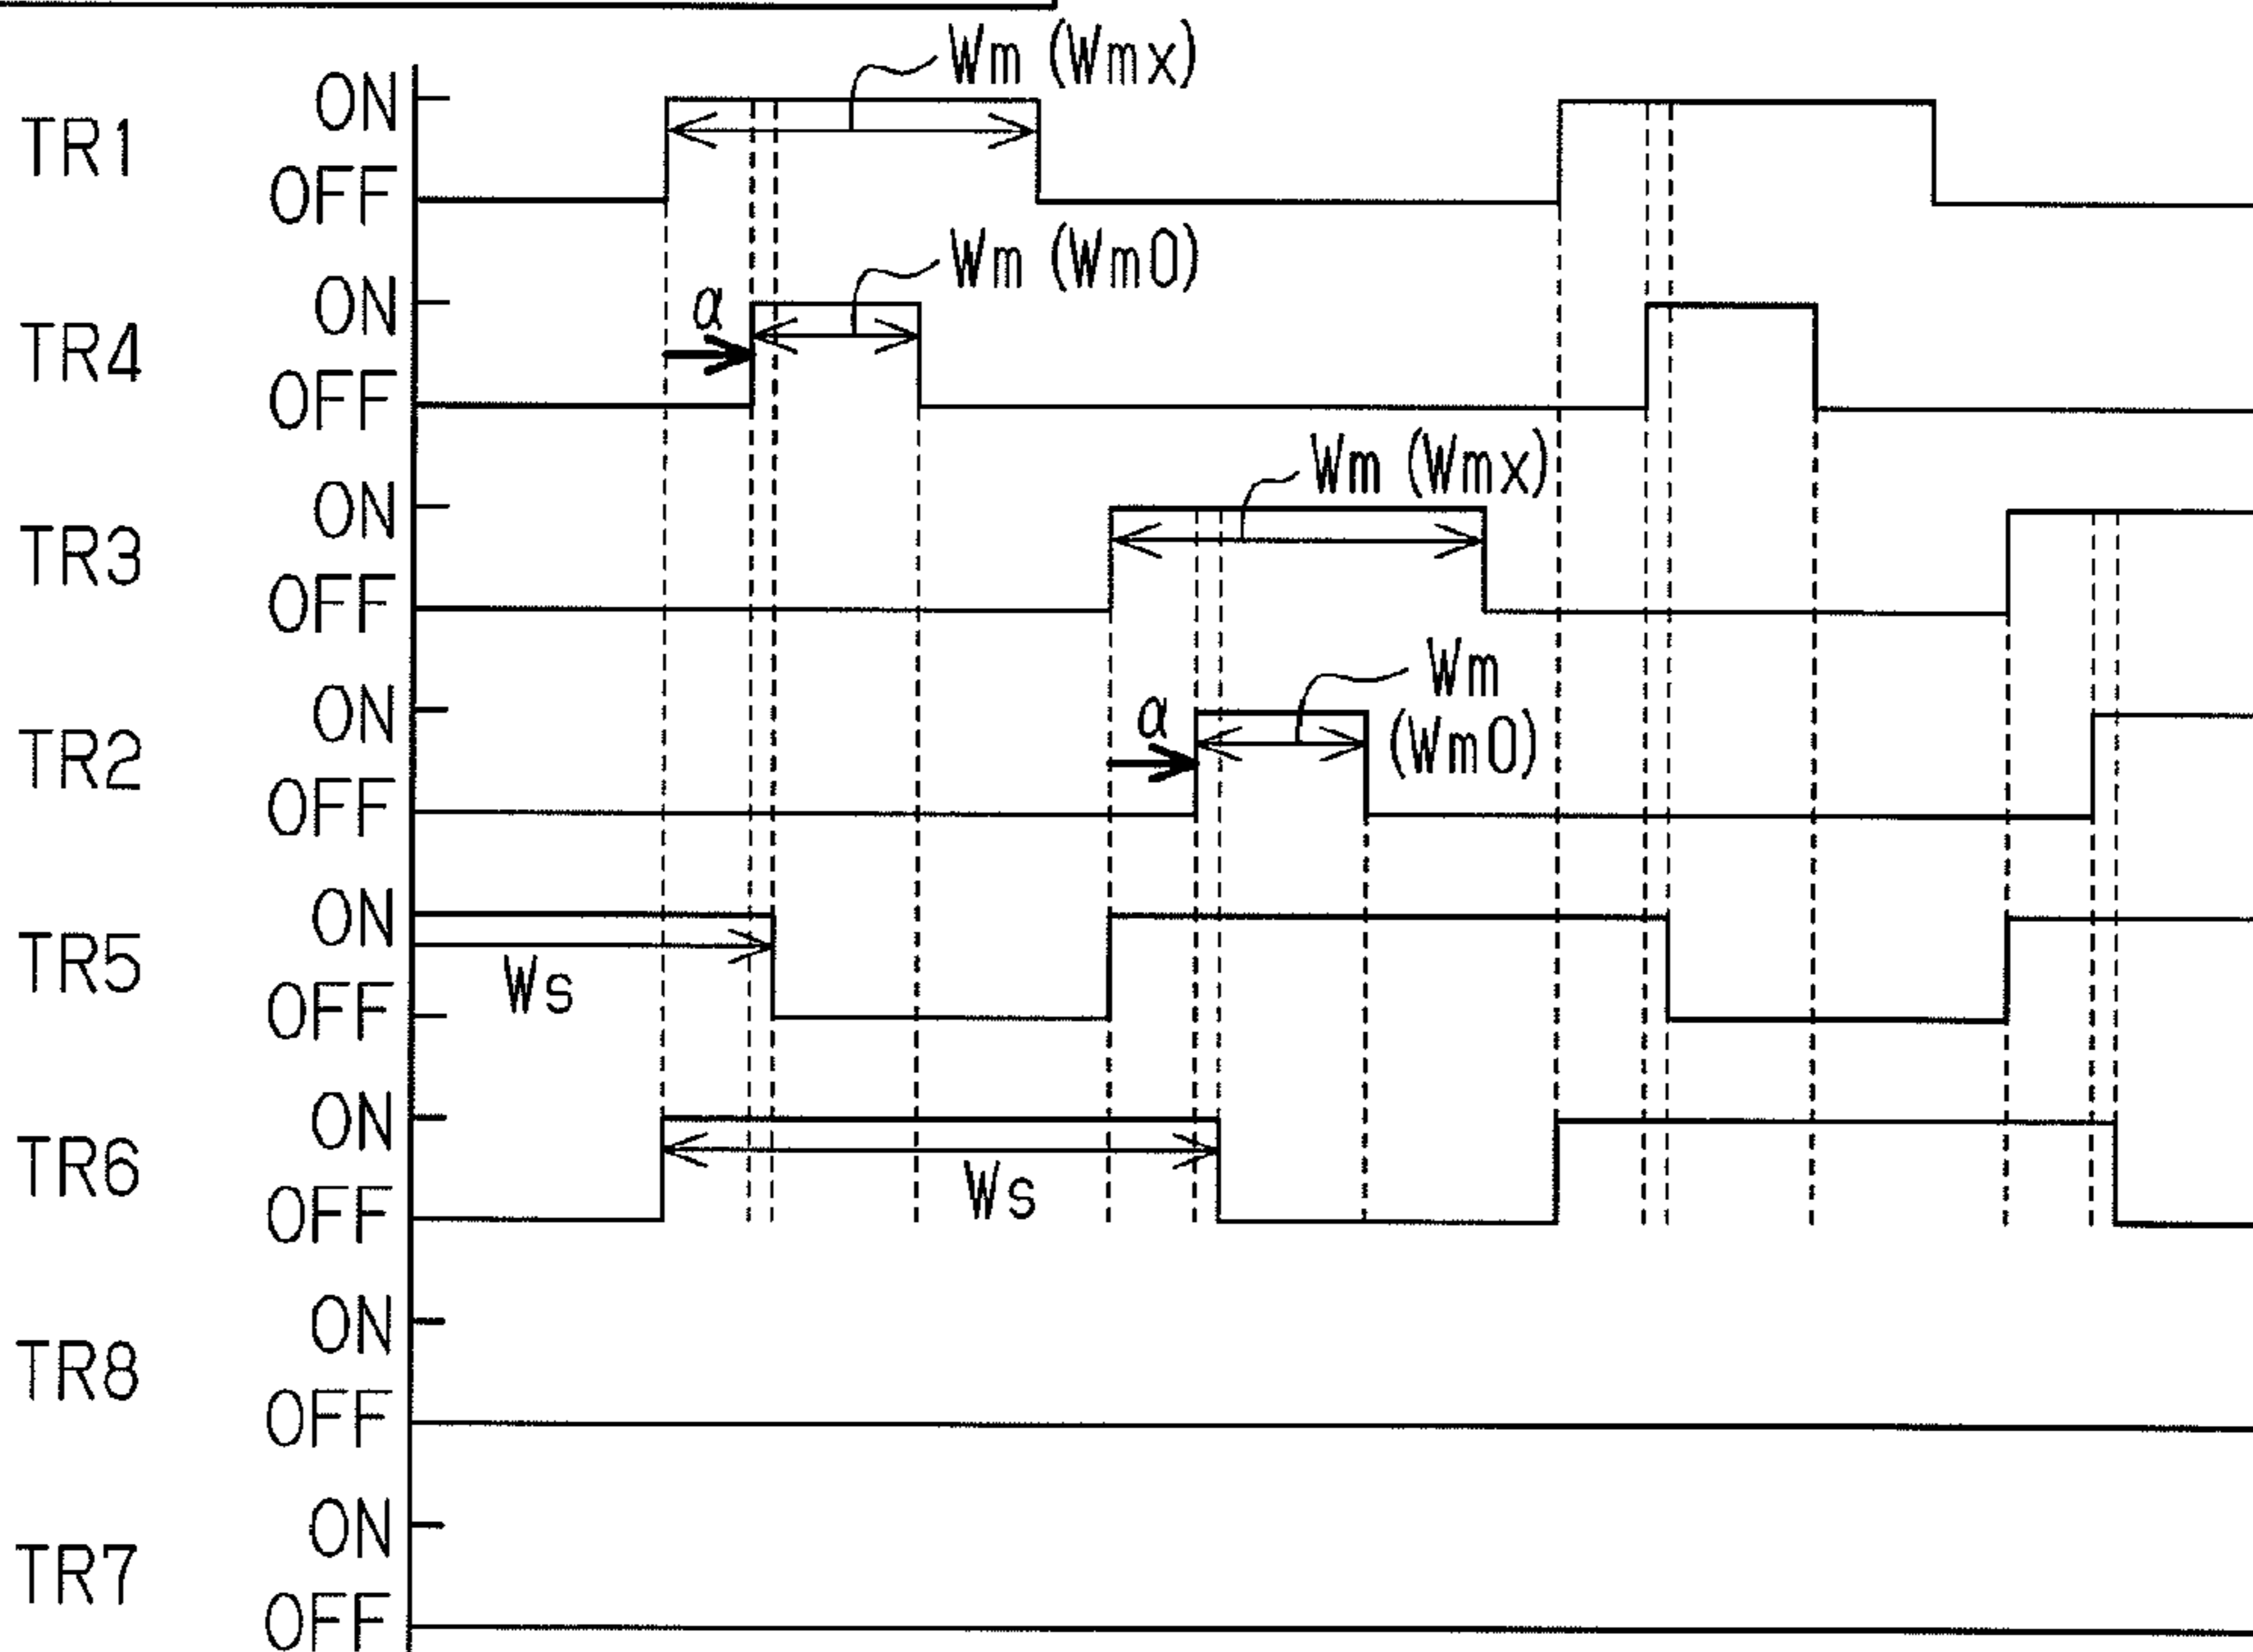 Wm (Wmx)
ON
TR1
OFF
Wm (Wm0)
ON
α
TR4
OFF
Wm (Wmx)
ON
TR3
OFF
Wm
(Wm0)
ON
α
TR2
OFF
ON
TR5
Ws
OFF
ON
TR6
Ws
OFF
ON
TR8
OFF
ON
TR7
OFF